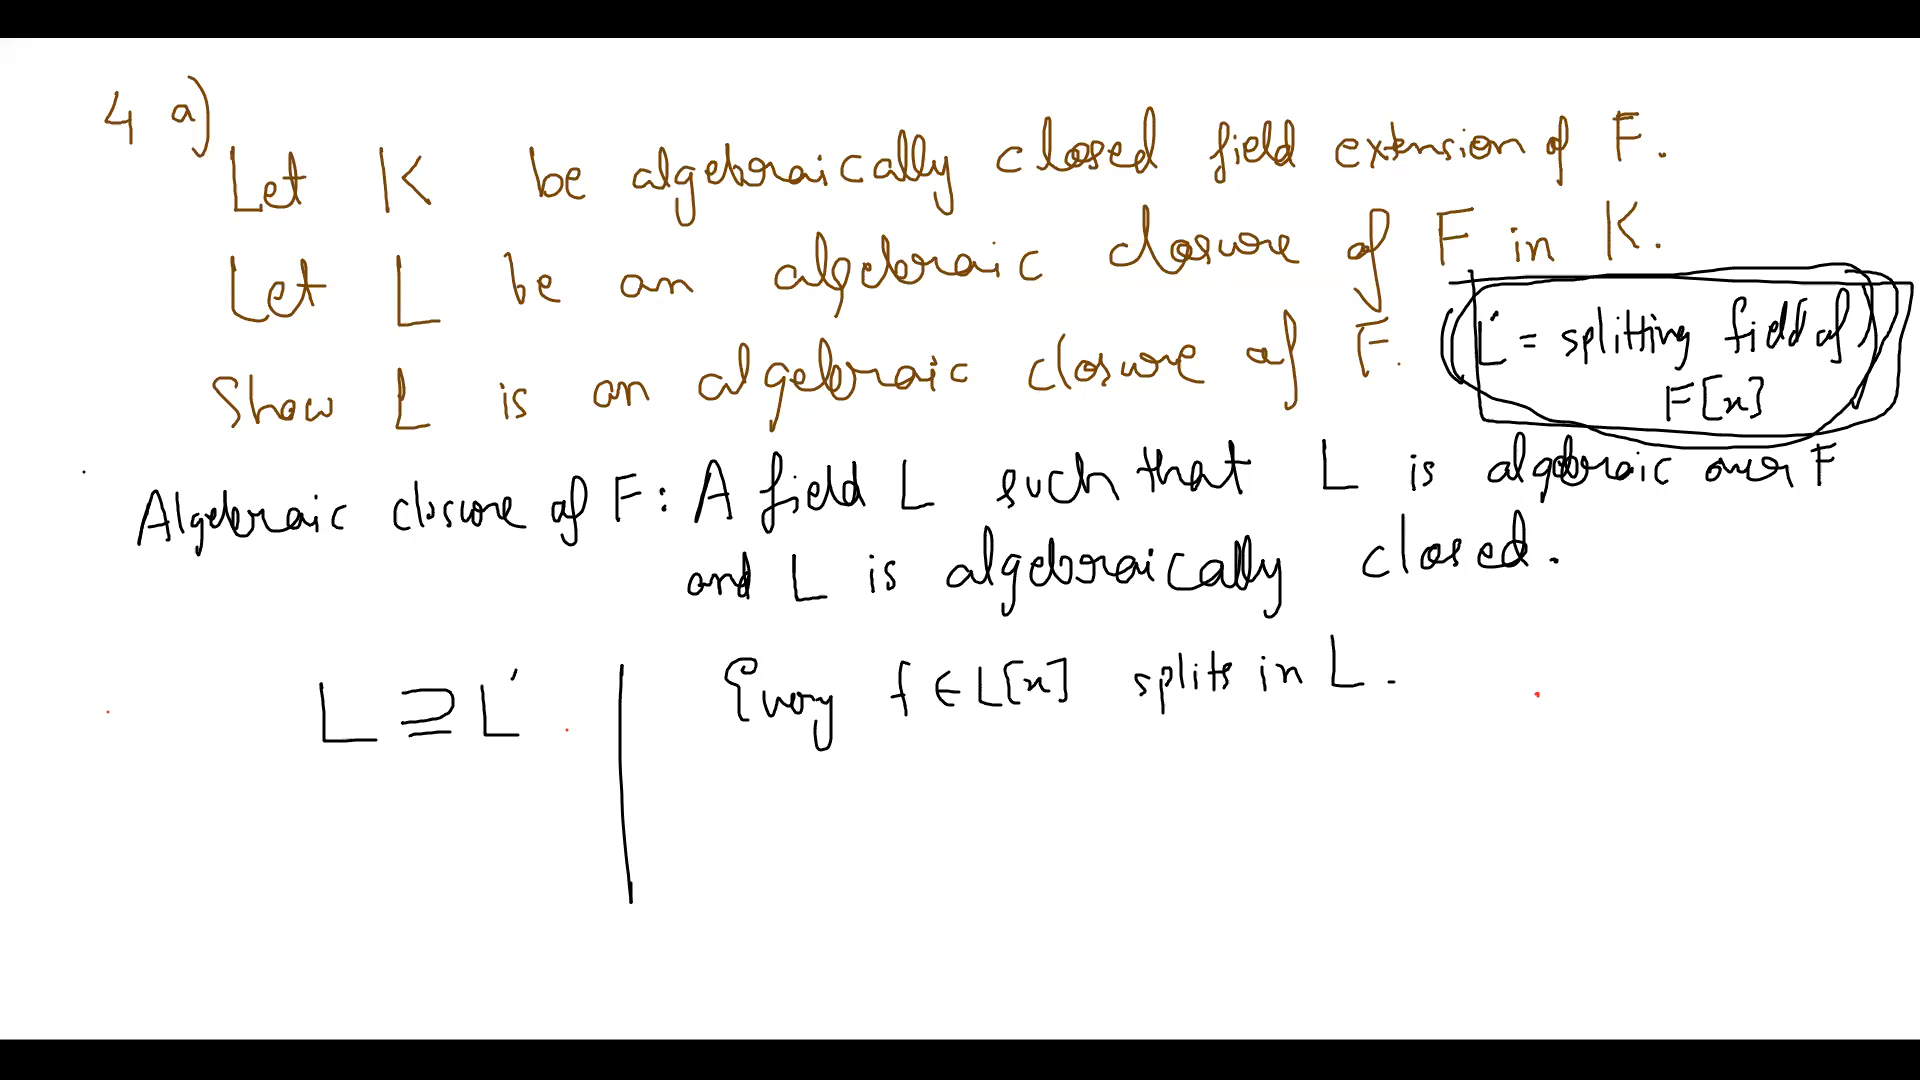 4 a)
Let K be algebraically closed field extension of F.
Let L be an algebraic closure of F in K.
Show L is an algebraic closure of F.
L' = splitting field of
F[x]
Algebraic closure of F: A field L such that L is algebraic over F
and L is algebraically closed.
L ⊇ L'
Every f ∈ L[x] splits in L.